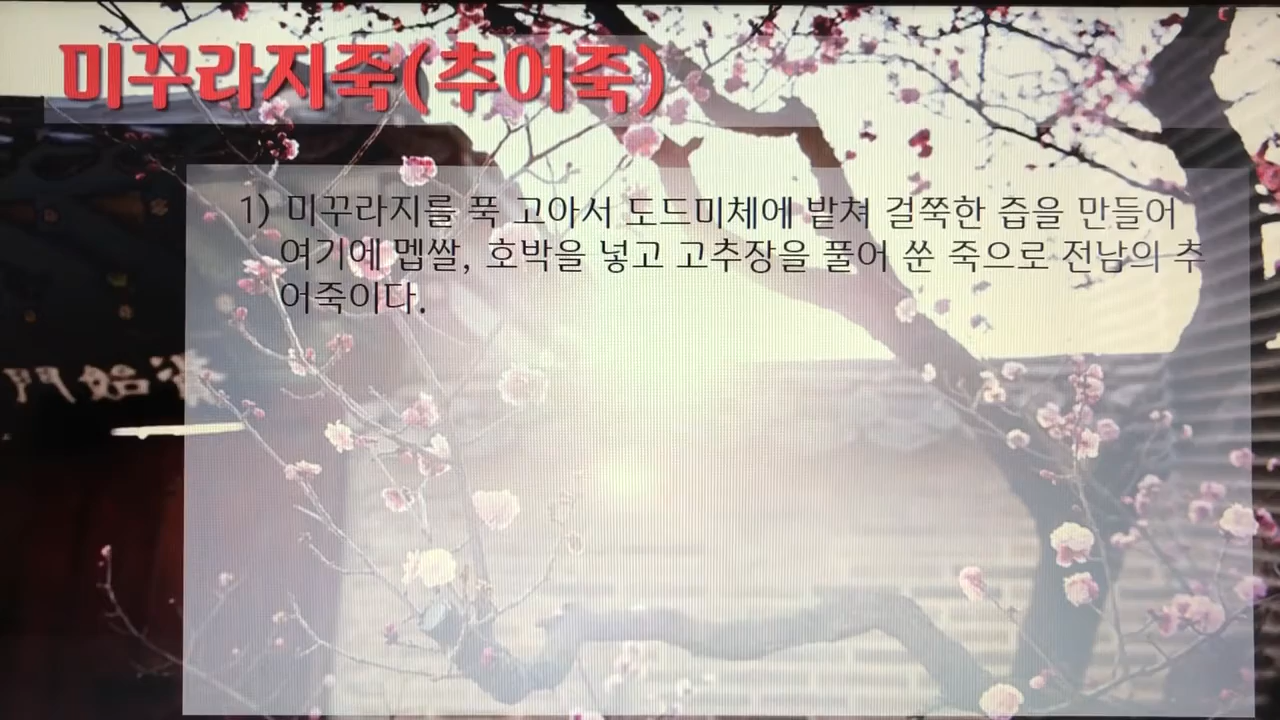 미꾸라지죽(추어죽)
1) 미꾸라지를 푹 고아서 도드미체에 밭쳐 걸쭉한 즙을 만들어
여기에 멥쌀, 호박을 넣고 고추장을 풀어 쑨 죽으로 전남의 추
어죽이다.
門始資